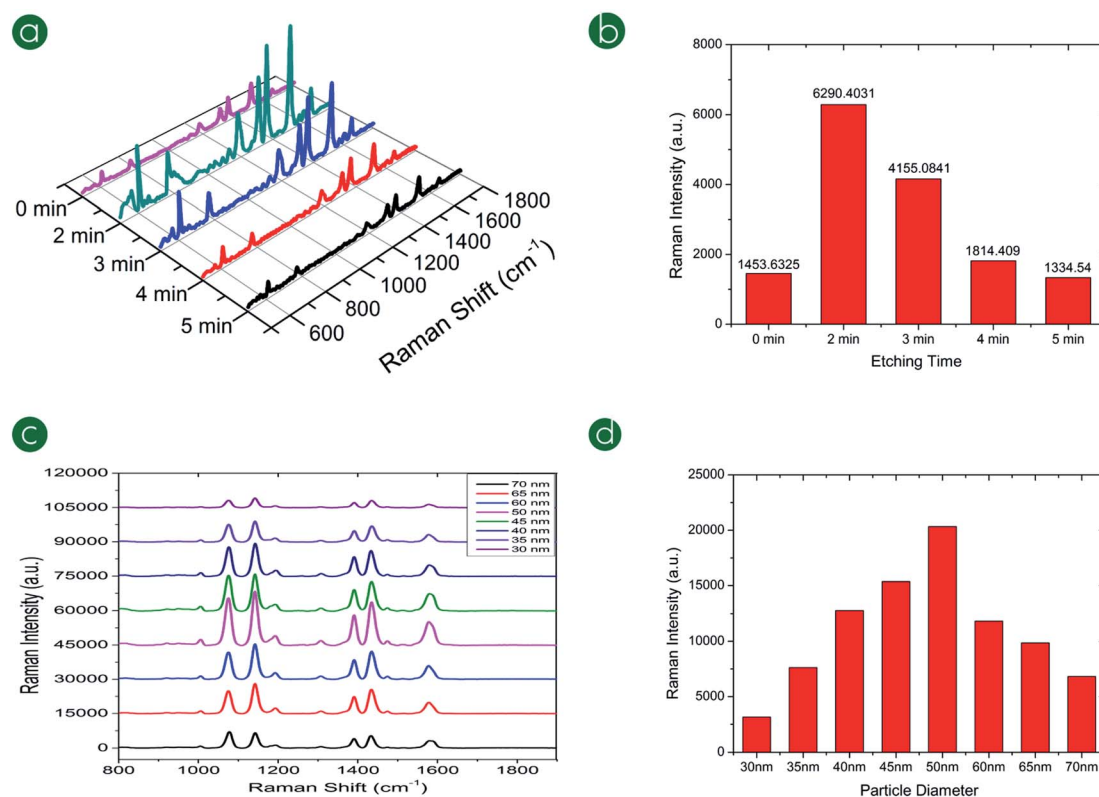 a
0 min
2 min
3 min
4 min
5 min
600
800
1000
1200
1400
1600
1800
Raman Shift (cm⁻¹)
b
8000
6000
4000
2000
0
Raman Intensity (a.u.)
1453.6325
6290.4031
4155.0841
1814.409
1334.54
0 min 2 min 3 min 4 min 5 min
Etching Time
c
120000
105000
90000
75000
60000
45000
30000
15000
0
Raman Intensity (a.u.)
70 nm
65 nm
60 nm
50 nm
45 nm
40 nm
35 nm
30 nm
800 1000 1200 1400 1600 1800
Raman Shift (cm⁻¹)
d
25000
20000
15000
10000
5000
0
Raman Intensity (a.u.)
30nm 35nm 40nm 45nm 50nm 60nm 65nm 70nm
Particle Diameter